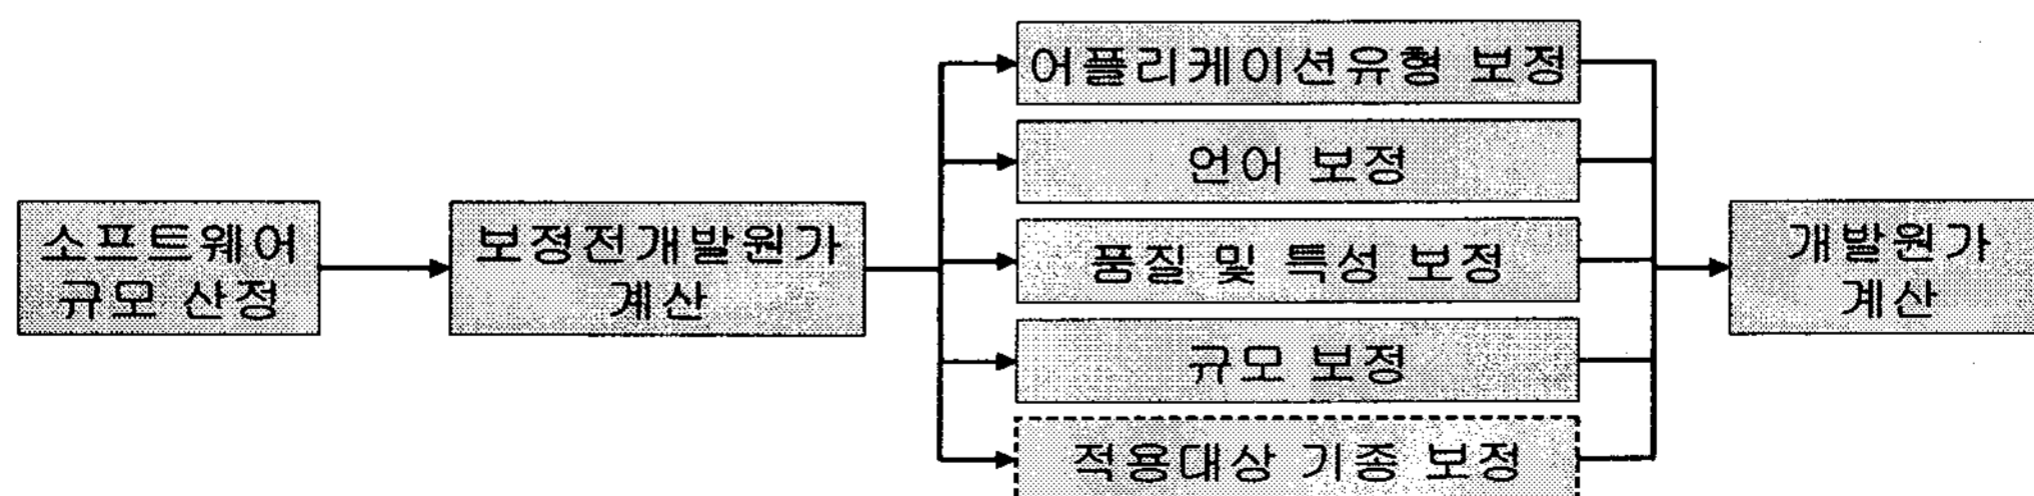 소프트웨어
규모 산정
보정전개발원가
계산
어플리케이션유형 보정
언어 보정
품질 및 특성 보정
규모 보정
적용대상 기종 보정
개발원가
계산